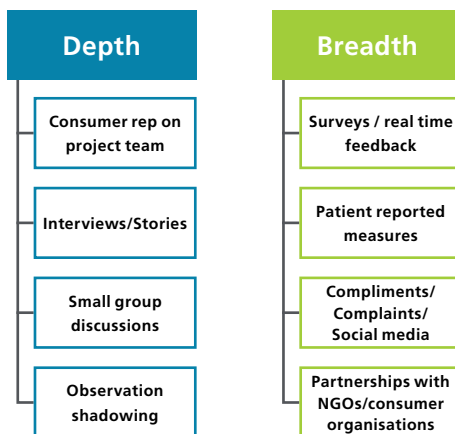 Depth
Consumer rep on
project team
Interviews/Stories
Small group
discussions
Observation
shadowing
Breadth
Surveys / real time
feedback
Patient reported
measures
Compliments/
Complaints/
Social media
Partnerships with
NGOs/consumer
organisations